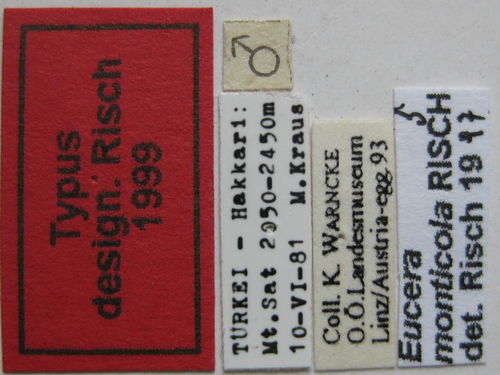 Typus
design. Risch
1999
♂
TÜRKEI - Hakkari:
Mt.Sat 2050-2450m
10-VI-81 M.Kraus
Coll. K. WARNCKE
O.Ö.Landesmuseum
Linz/Austria-egg 93
♂
Eucera
monticola RISCH
det. Risch 1997